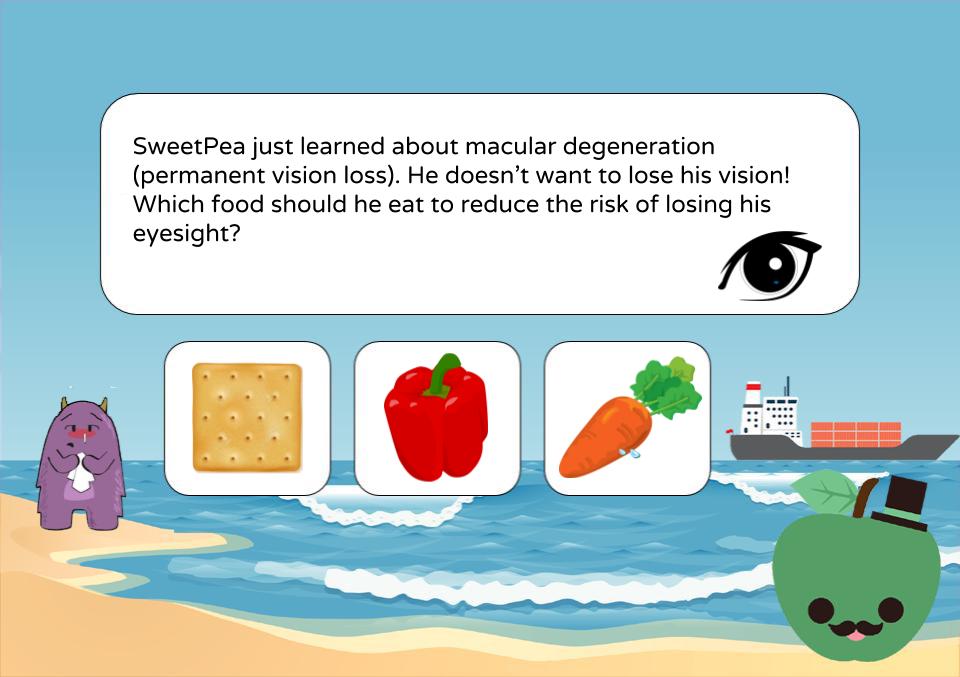 SweetPea just learned about macular degeneration
(permanent vision loss). He doesn’t want to lose his vision!
Which food should he eat to reduce the risk of losing his
eyesight?